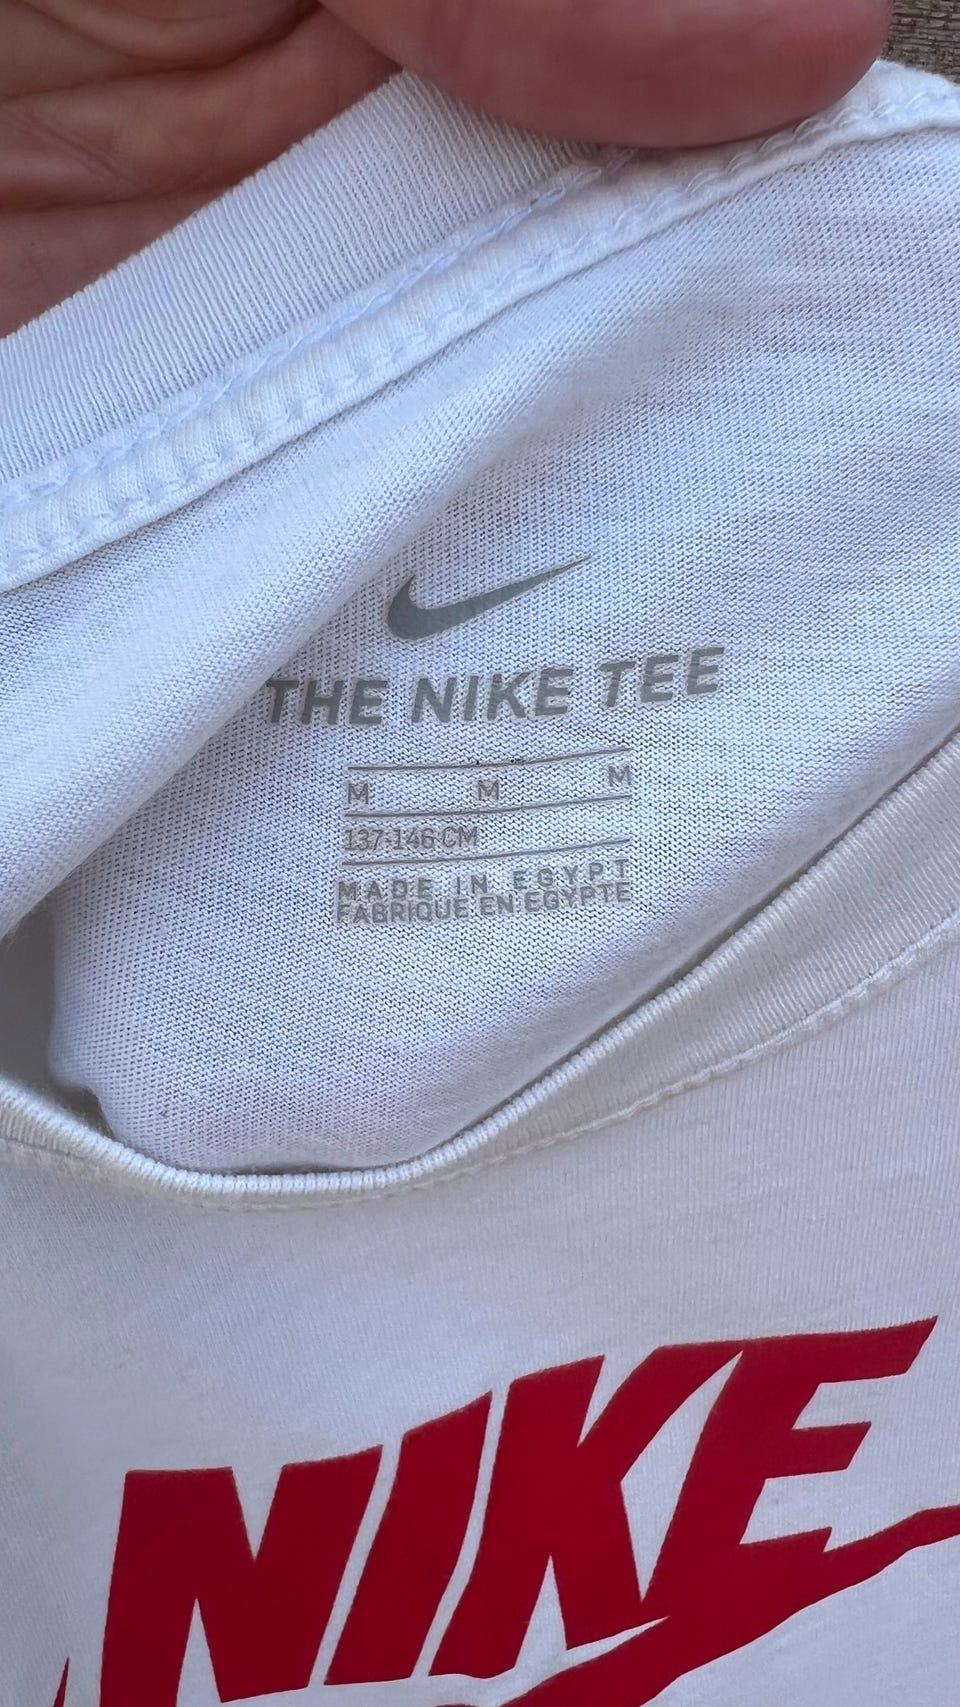 THE NIKE TEE
M M M
137-146 CM
MADE IN EGYPT
FABRIQUE EN EGYPTE
NIKE